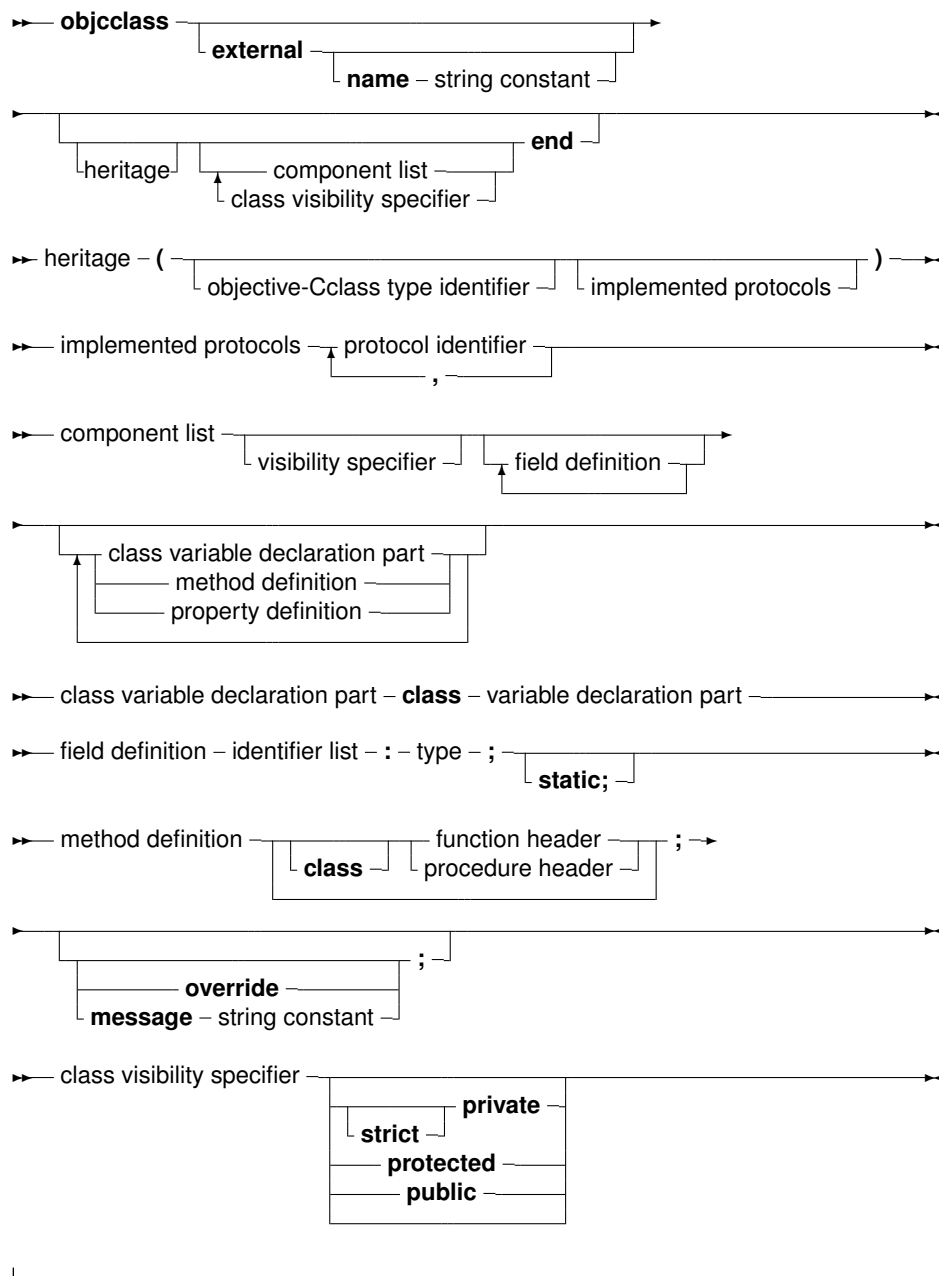 objcclass
external
name string constant
end
heritage component list
class visibility specifier
heritage ( )
objective-Cclass type identifier implemented protocols
implemented protocols protocol identifier
,
component list
visibility specifier field definition
class variable declaration part
method definition
property definition
class variable declaration part class variable declaration part
field definition identifier list : type ;
static;
method definition function header ;
class procedure header
;
override
message string constant
class visibility specifier
private
strict
protected
public